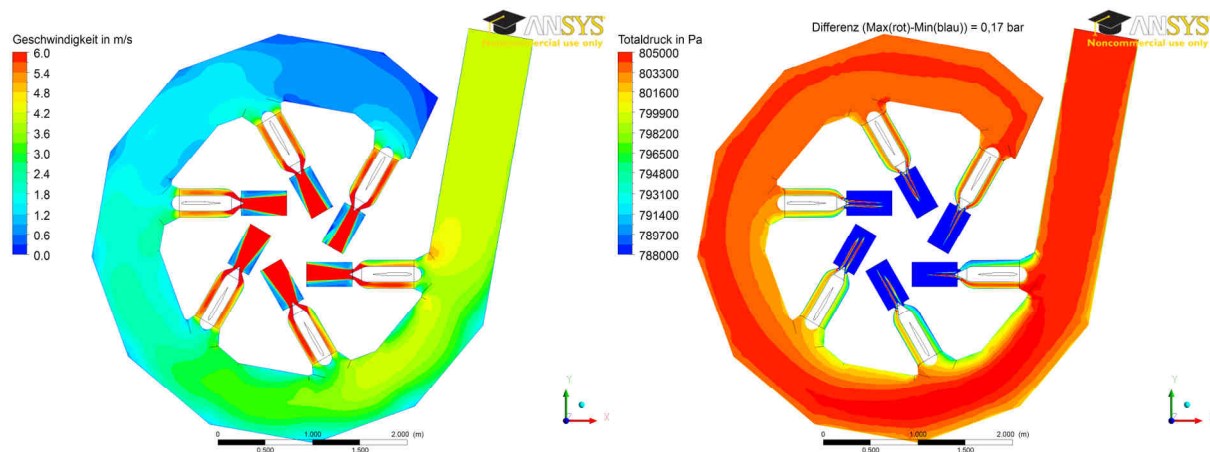 ANSYS
Noncommercial use only
Geschwindigkeit in m/s
6.0
5.4
4.8
4.2
3.6
3.0
2.4
1.8
1.2
0.6
0.0
Y
X
Z
0 1.000 2.000 (m)
0.500 1.500
ANSYS
Noncommercial use only
Differenz (Max(rot)-Min(blau)) = 0,17 bar
Totaldruck in Pa
805000
803300
801600
799900
798200
796500
794800
793100
791400
789700
788000
Y
X
Z
0 1.000 2.000 (m)
0.500 1.500